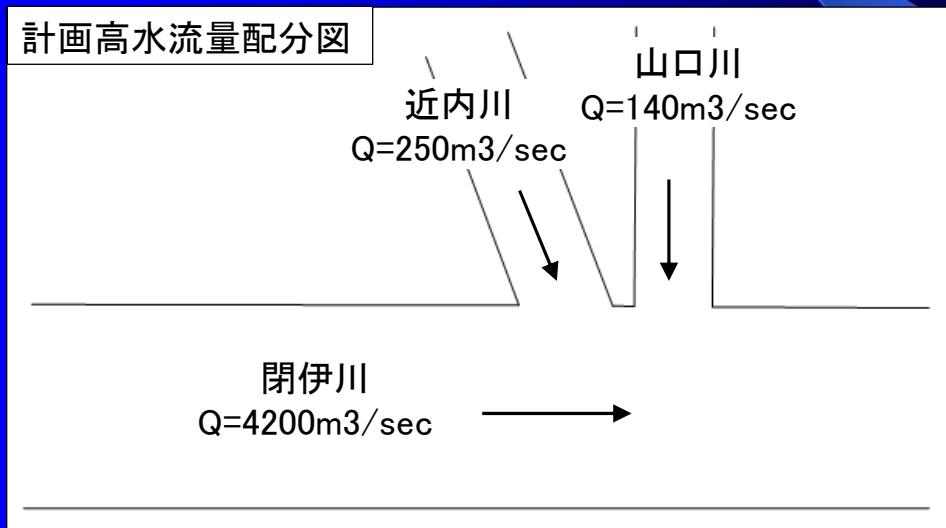 計画高水流量配分図
近内川
Q=250m3/sec
山口川
Q=140m3/sec
閉伊川
Q=4200m3/sec